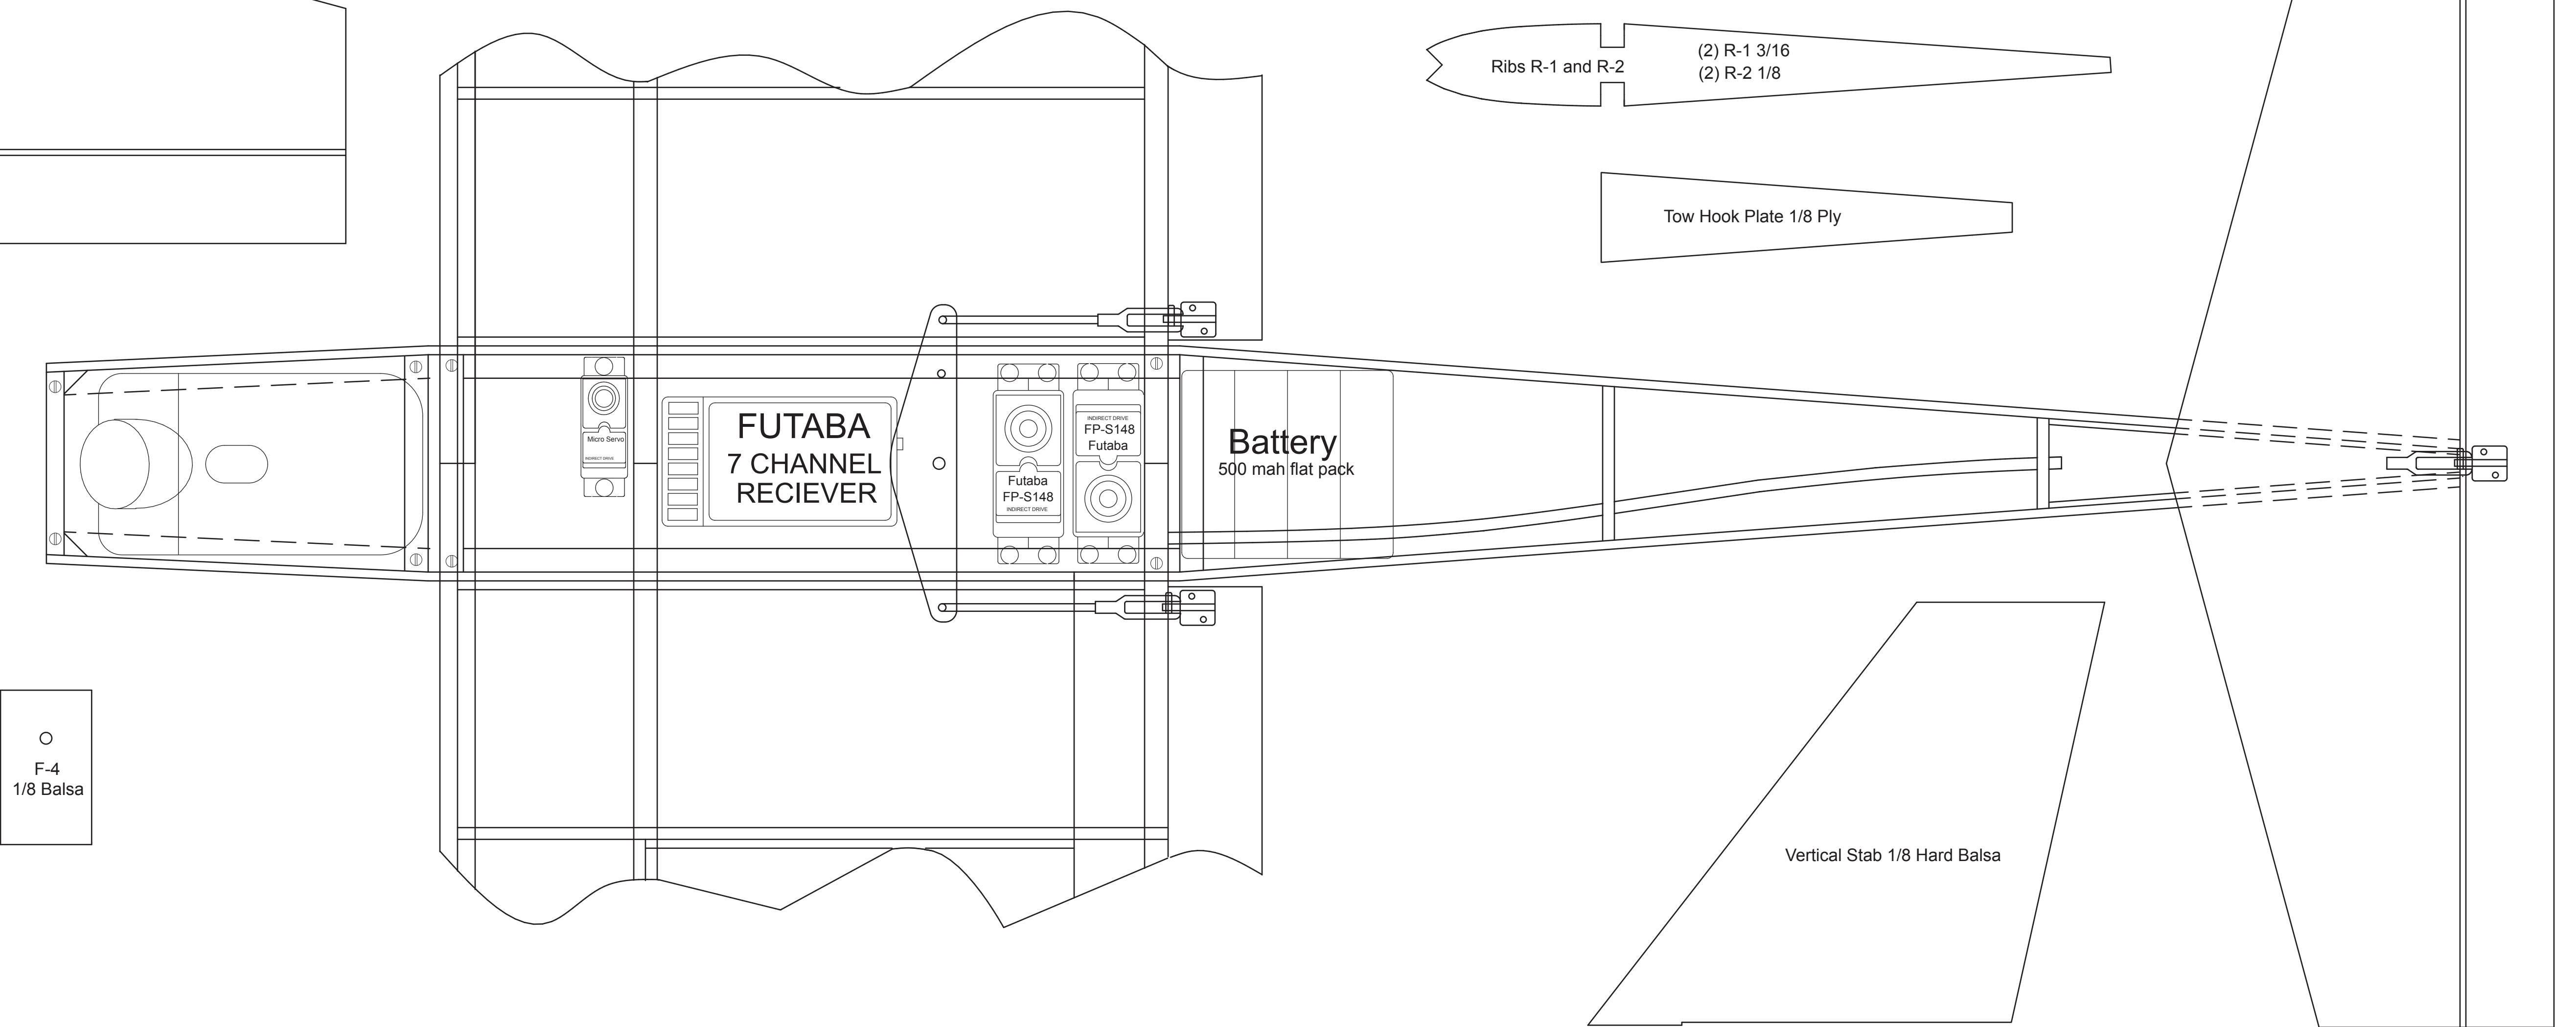 Ribs R-1 and R-2
(2) R-1 3/16
(2) R-2 1/8
Tow Hook Plate 1/8 Ply
Micro Servo
INDIRECT DRIVE
FUTABA
7 CHANNEL
RECIEVER
Futaba
FP-S148
INDIRECT DRIVE
INDIRECT DRIVE
FP-S148
Futaba
Battery
500 mah flat pack
F-4
1/8 Balsa
Vertical Stab 1/8 Hard Balsa